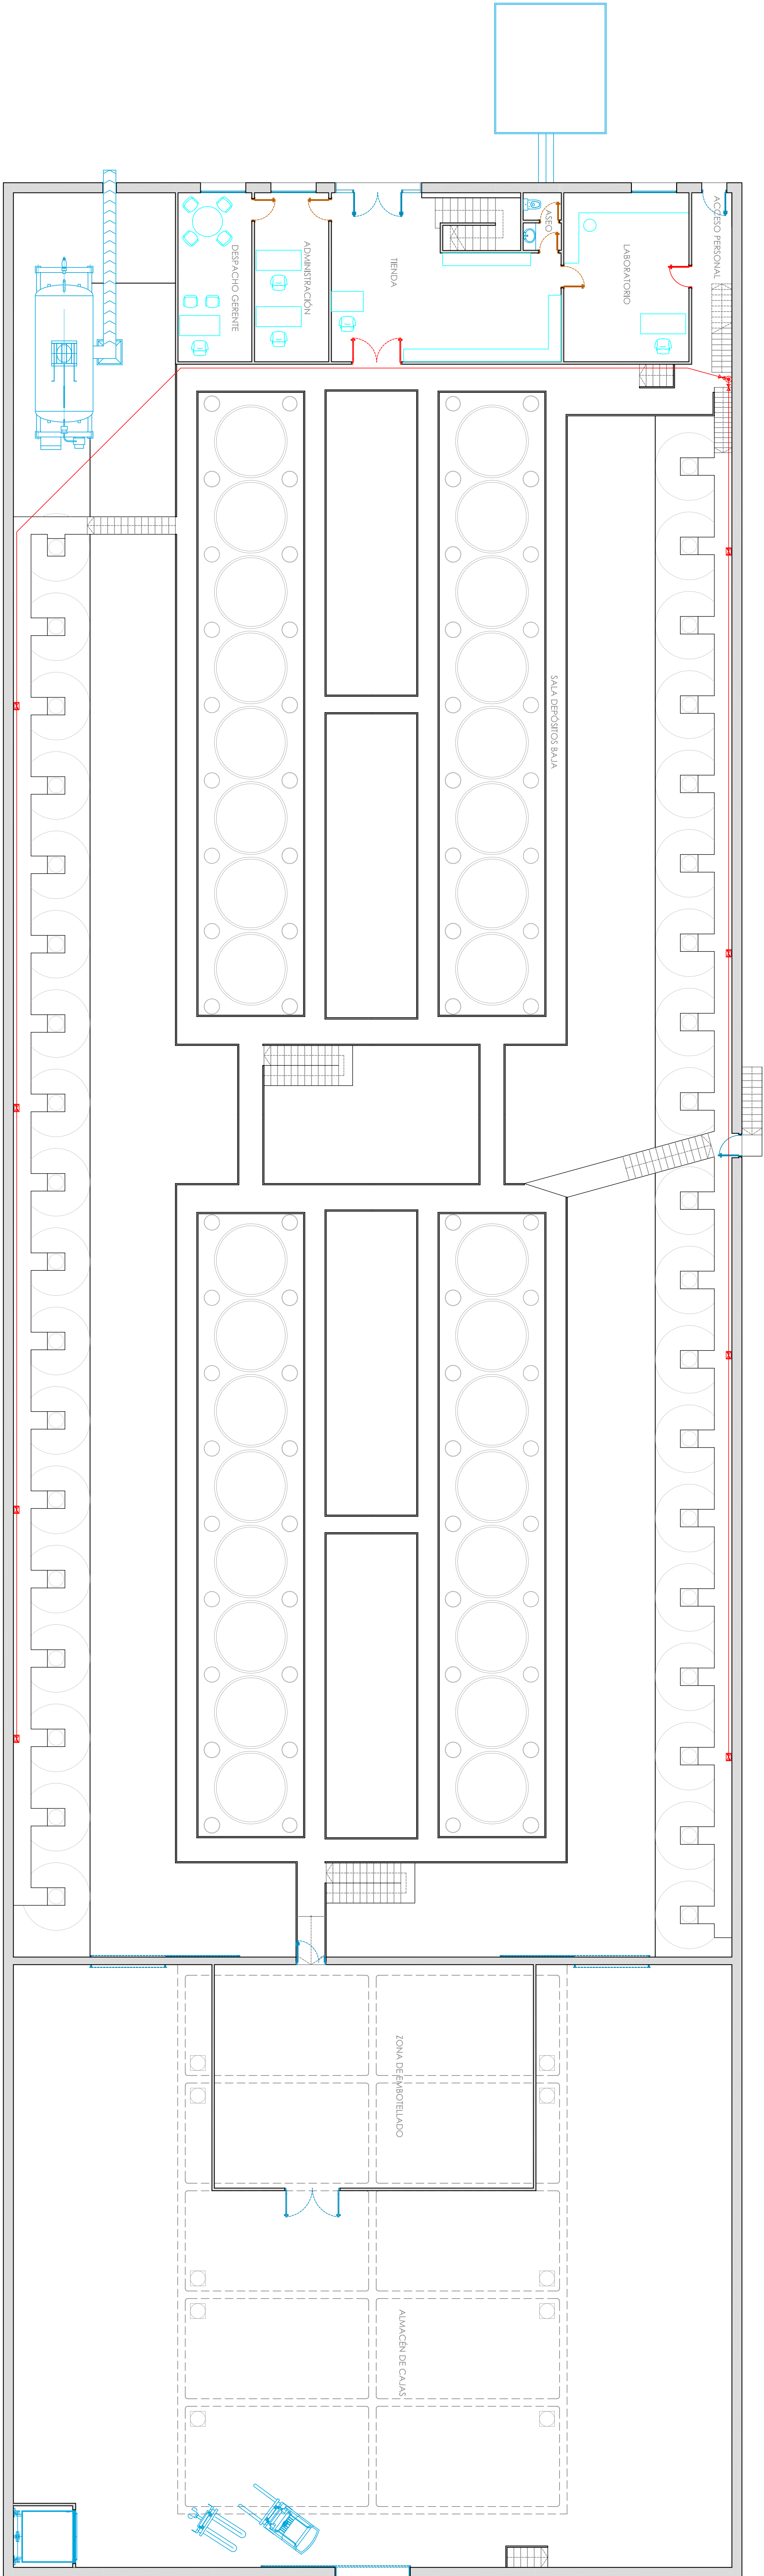 ACCESO PERSONAL
ASEO
LABORATORIO
TIENDA
ADMINISTRACIÓN
DESPACHO GERENTE
SALA DEPÓSITOS BAJA
ZONA DE EMBOTELLADO
ALMACÉN DE CAJAS